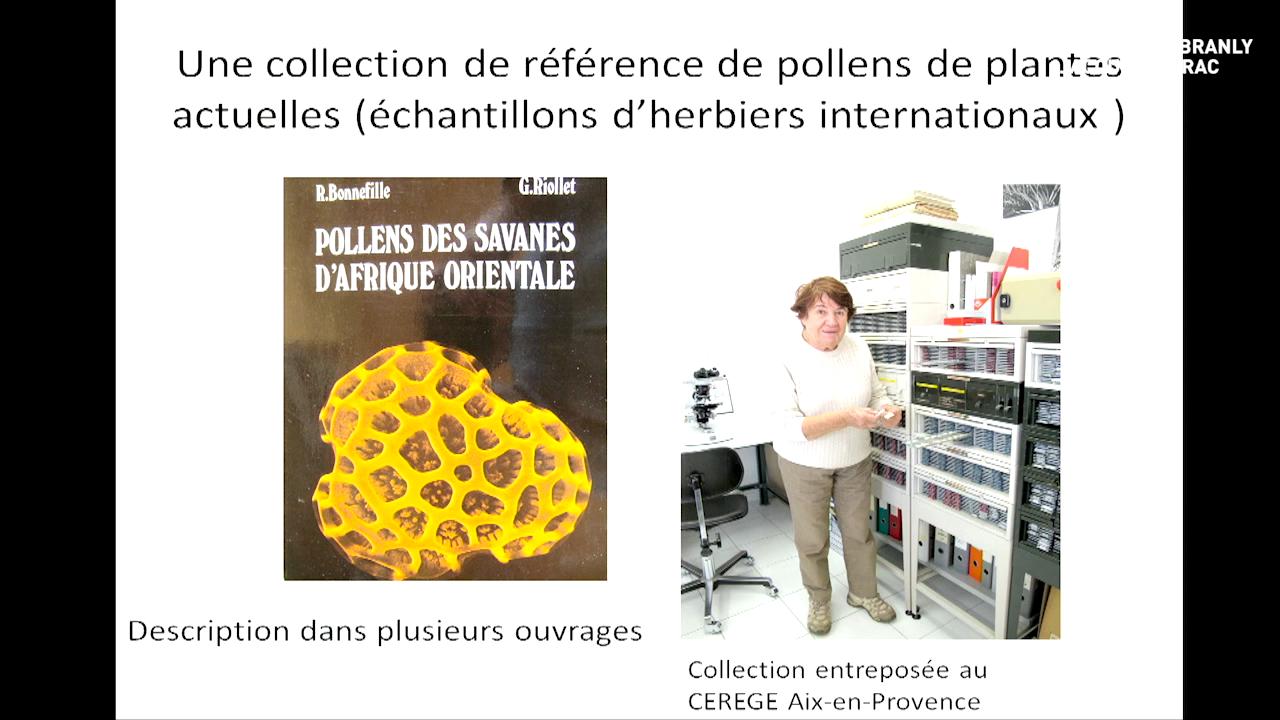 Une collection de référence de pollens de plantes
actuelles (échantillons d’herbiers internationaux )
BRANLY
RAC
R.Bonnefille G.Riollet
POLLENS DES SAVANES
D'AFRIQUE ORIENTALE
Description dans plusieurs ouvrages
Collection entreposée au
CEREGE Aix-en-Provence